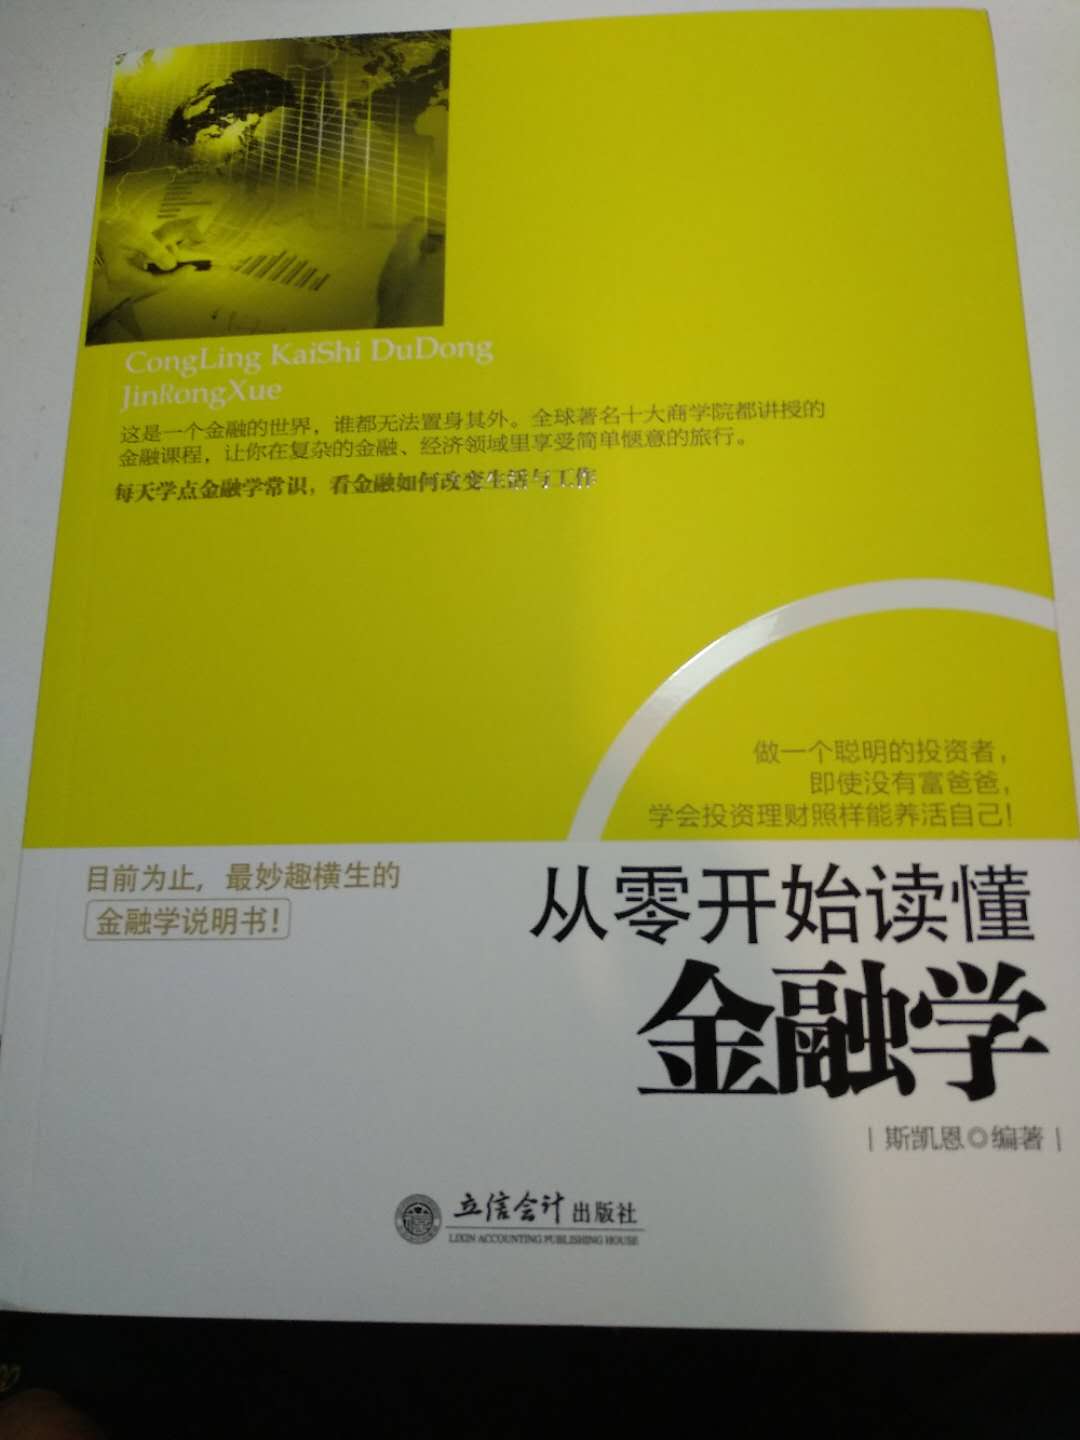 CongLing KaiShi DuDong
JinRongXue
这是一个金融的世界，谁都无法置身其外。全球著名十大商学院都讲授的
金融课程，让你在复杂的金融、经济领域里享受简单惬意的旅行。
每天学点金融学常识，看金融如何改变生活与工作
做一个聪明的投资者，
即使没有富爸爸，
学会投资理财照样能养活自己！
目前为止，最妙趣横生的
金融学说明书！
从零开始读懂
金融学
|斯凯恩◎编著|
立信会计出版社
LIXIN ACCOUNTING PUBLISHING HOUSE